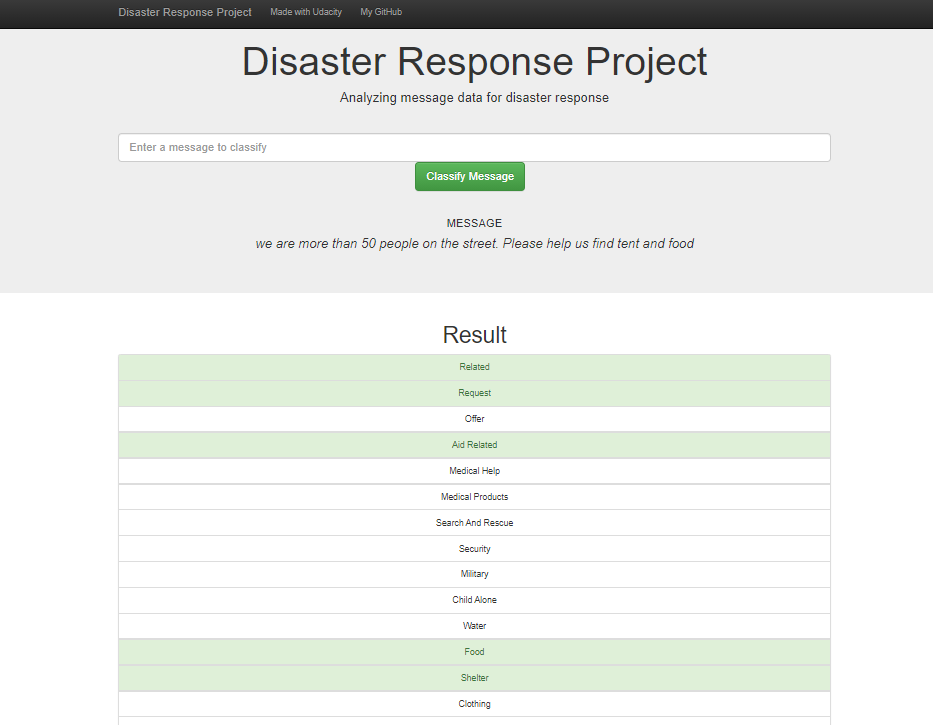 Disaster Response Project Made with Udacity My GitHub
Disaster Response Project
Analyzing message data for disaster response
Enter a message to classify
Classify Message
MESSAGE
we are more than 50 people on the street. Please help us find tent and food
Result
Related
Request
Offer
Aid Related
Medical Help
Medical Products
Search And Rescue
Security
Military
Child Alone
Water
Food
Shelter
Clothing